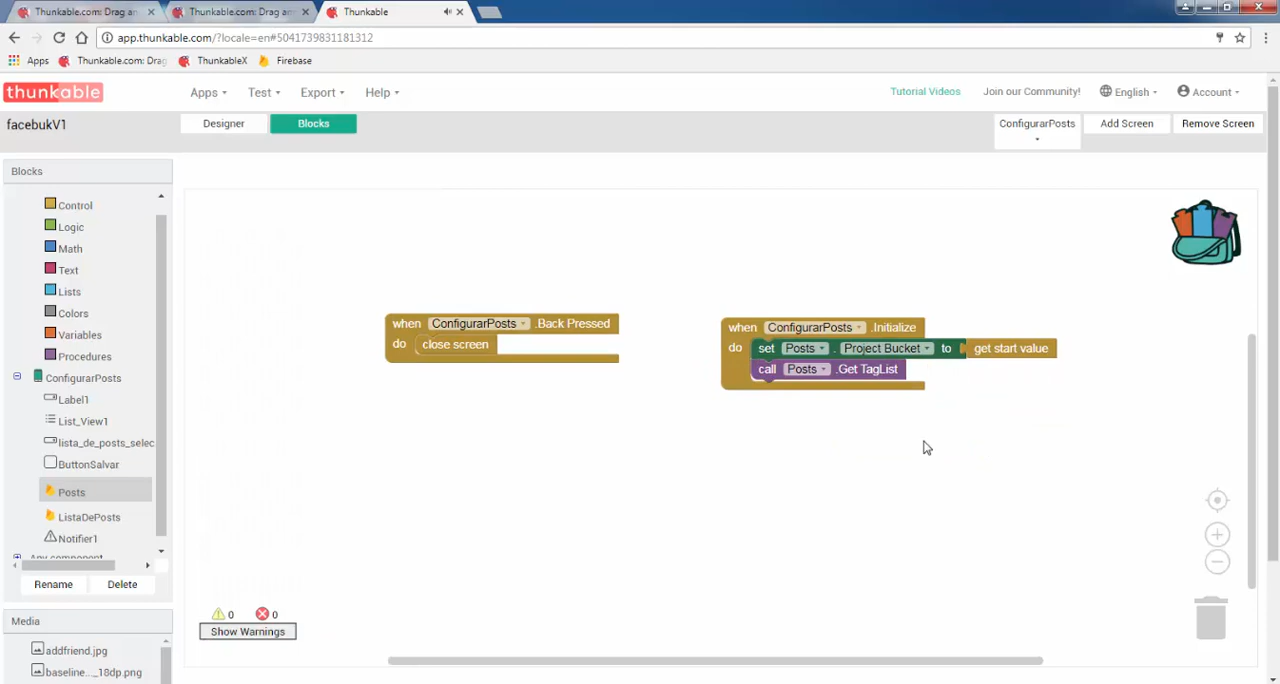 Thunkable.com: Drag an
Thunkable.com: Drag an
Thunkable
app.thunkable.com/?locale=en#5041739831181312
Apps
Thunkable.com: Drag
ThunkableX
Firebase
thunkable
Apps
Test
Export
Help
Tutorial Videos
Join our Community!
English
Account
facebukV1
Designer
Blocks
ConfigurarPosts
Add Screen
Remove Screen
Blocks
Control
Logic
Math
Text
Lists
Colors
Variables
Procedures
ConfigurarPosts
Label1
List_View1
lista_de_posts_selec
ButtonSalvar
Posts
ListaDePosts
Notifier1
Any component
Rename Delete
Media
addfriend.jpg
baseline..._18dp.png
when ConfigurarPosts .Back Pressed
do close screen
when ConfigurarPosts .Initialize
do set Posts . Project Bucket to get start value
call Posts .Get TagList
0 0
Show Warnings